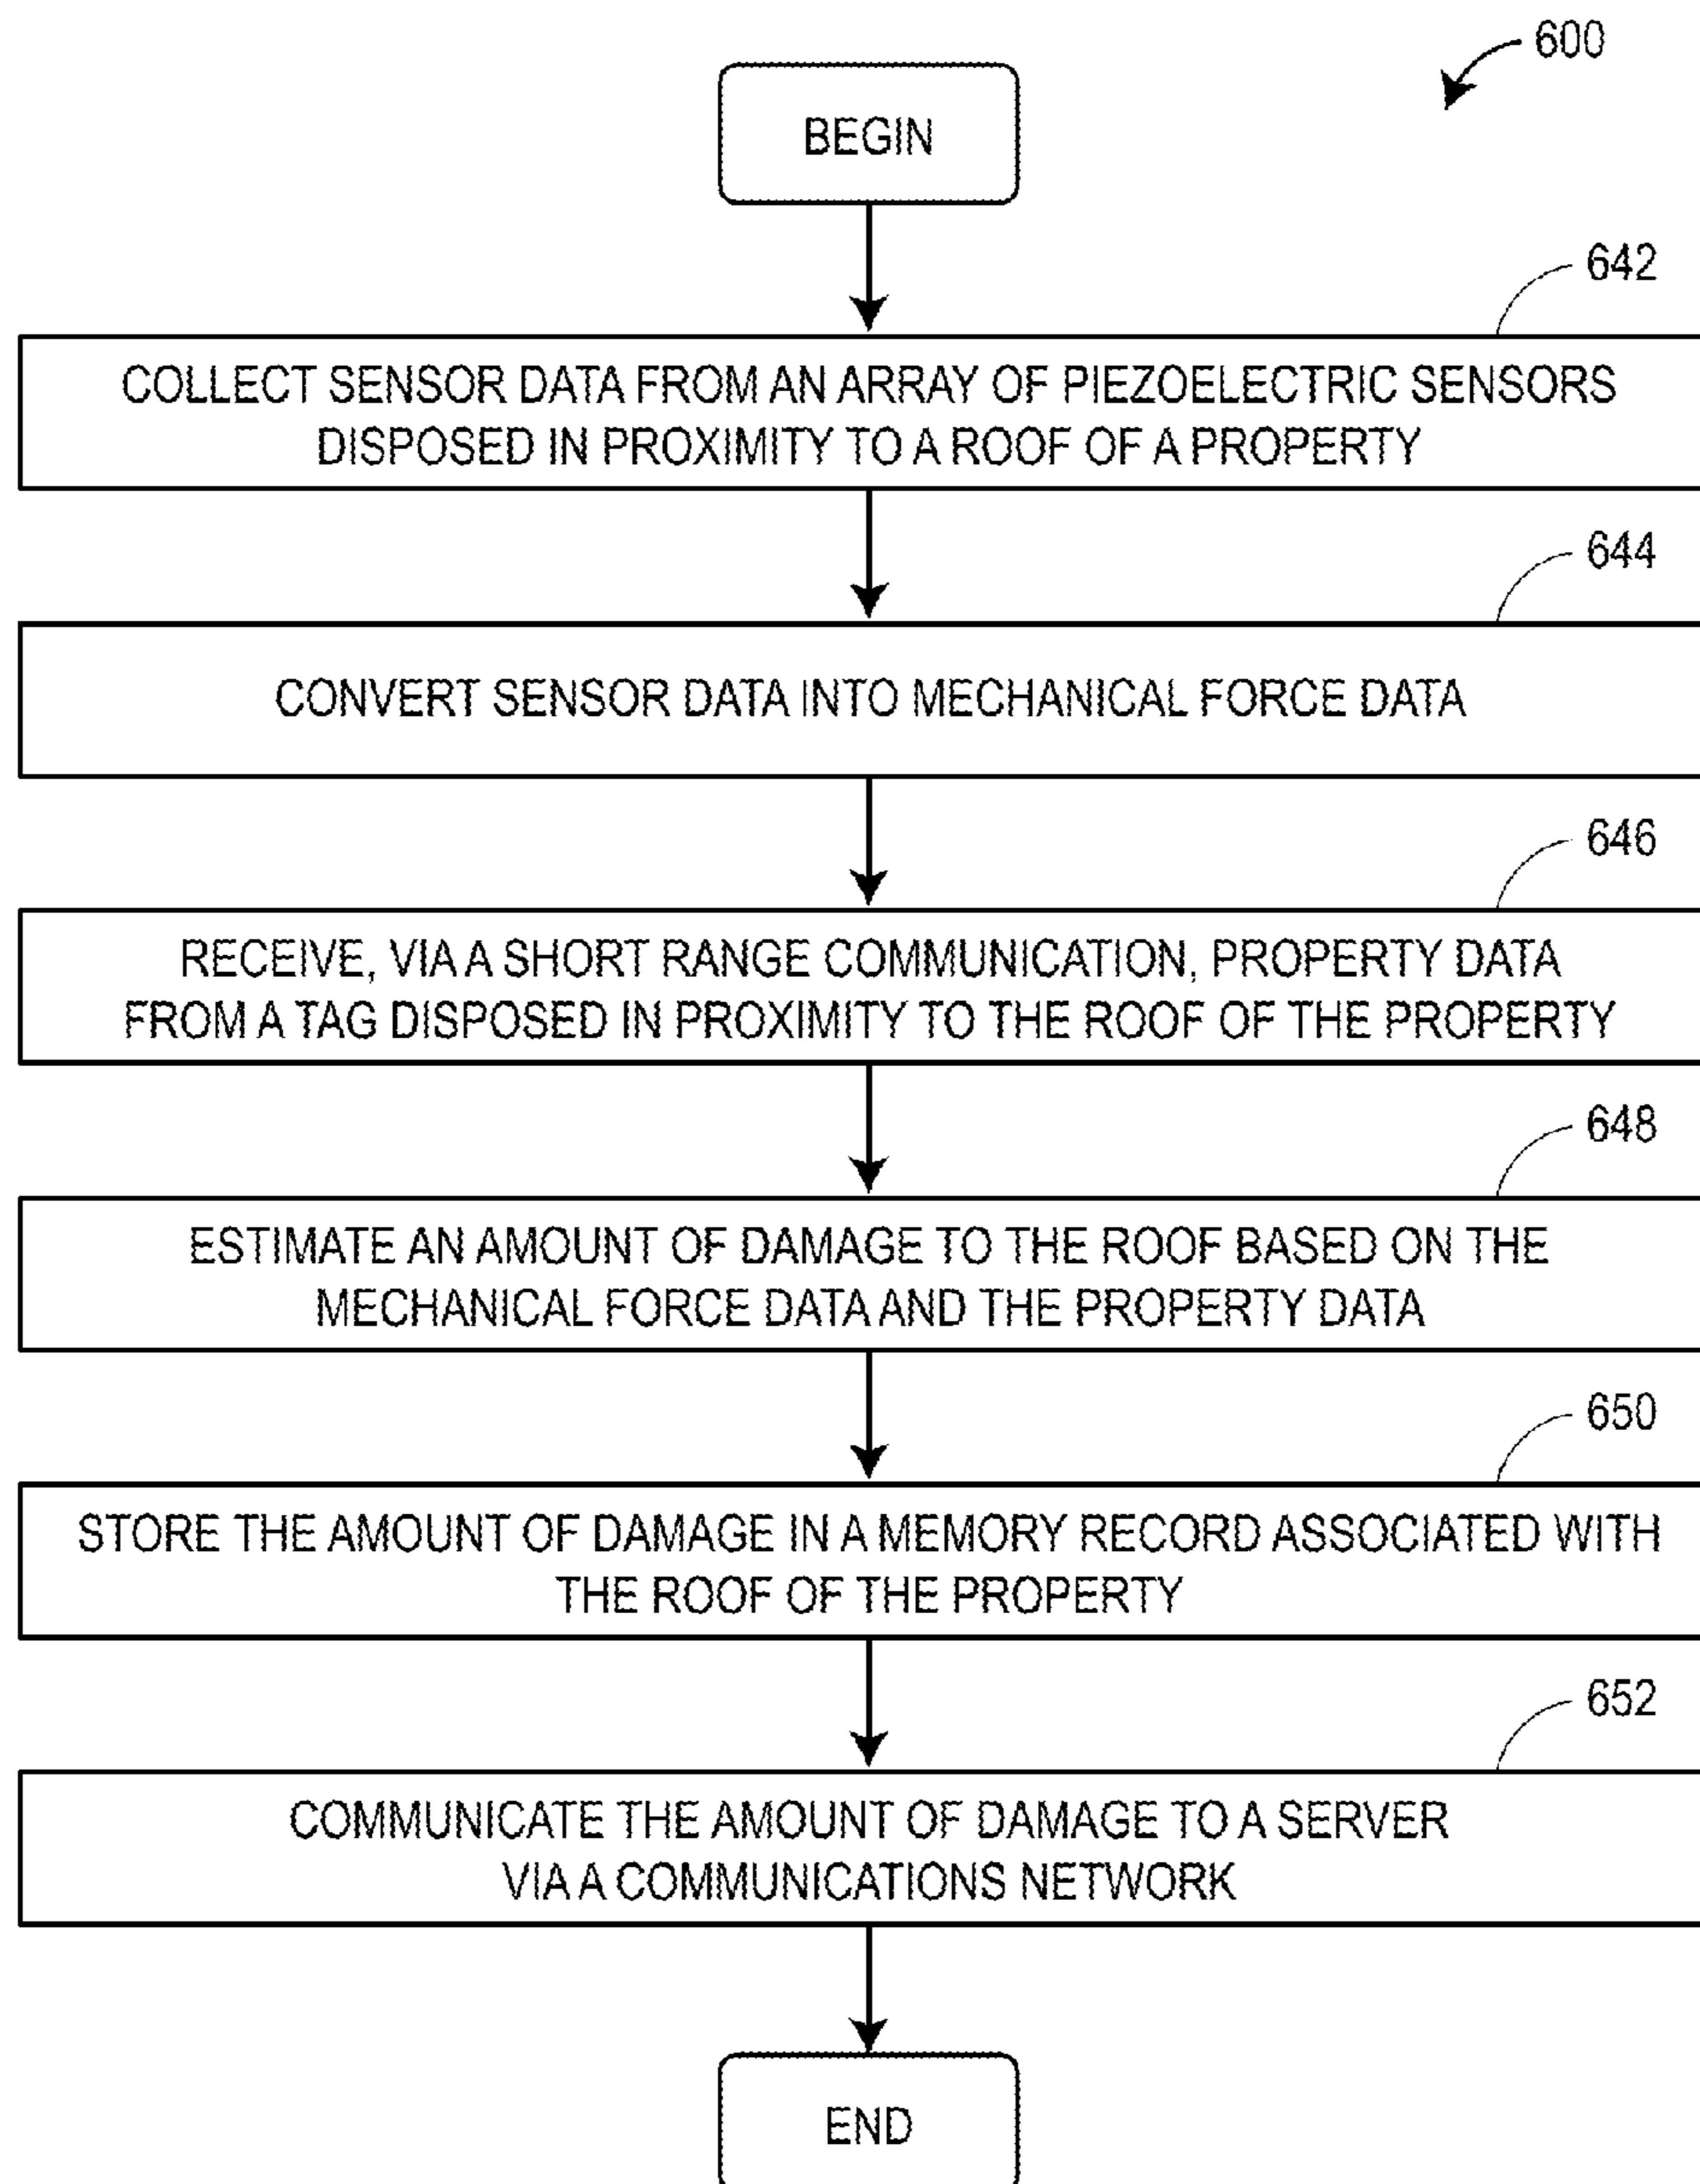 600
BEGIN
642
COLLECT SENSOR DATA FROM AN ARRAY OF PIEZOELECTRIC SENSORS
DISPOSED IN PROXIMITY TO A ROOF OF A PROPERTY
644
CONVERT SENSOR DATA INTO MECHANICAL FORCE DATA
646
RECEIVE, VIA A SHORT RANGE COMMUNICATION, PROPERTY DATA
FROM A TAG DISPOSED IN PROXIMITY TO THE ROOF OF THE PROPERTY
648
ESTIMATE AN AMOUNT OF DAMAGE TO THE ROOF BASED ON THE
MECHANICAL FORCE DATA AND THE PROPERTY DATA
650
STORE THE AMOUNT OF DAMAGE IN A MEMORY RECORD ASSOCIATED WITH
THE ROOF OF THE PROPERTY
652
COMMUNICATE THE AMOUNT OF DAMAGE TO A SERVER
VIA A COMMUNICATIONS NETWORK
END